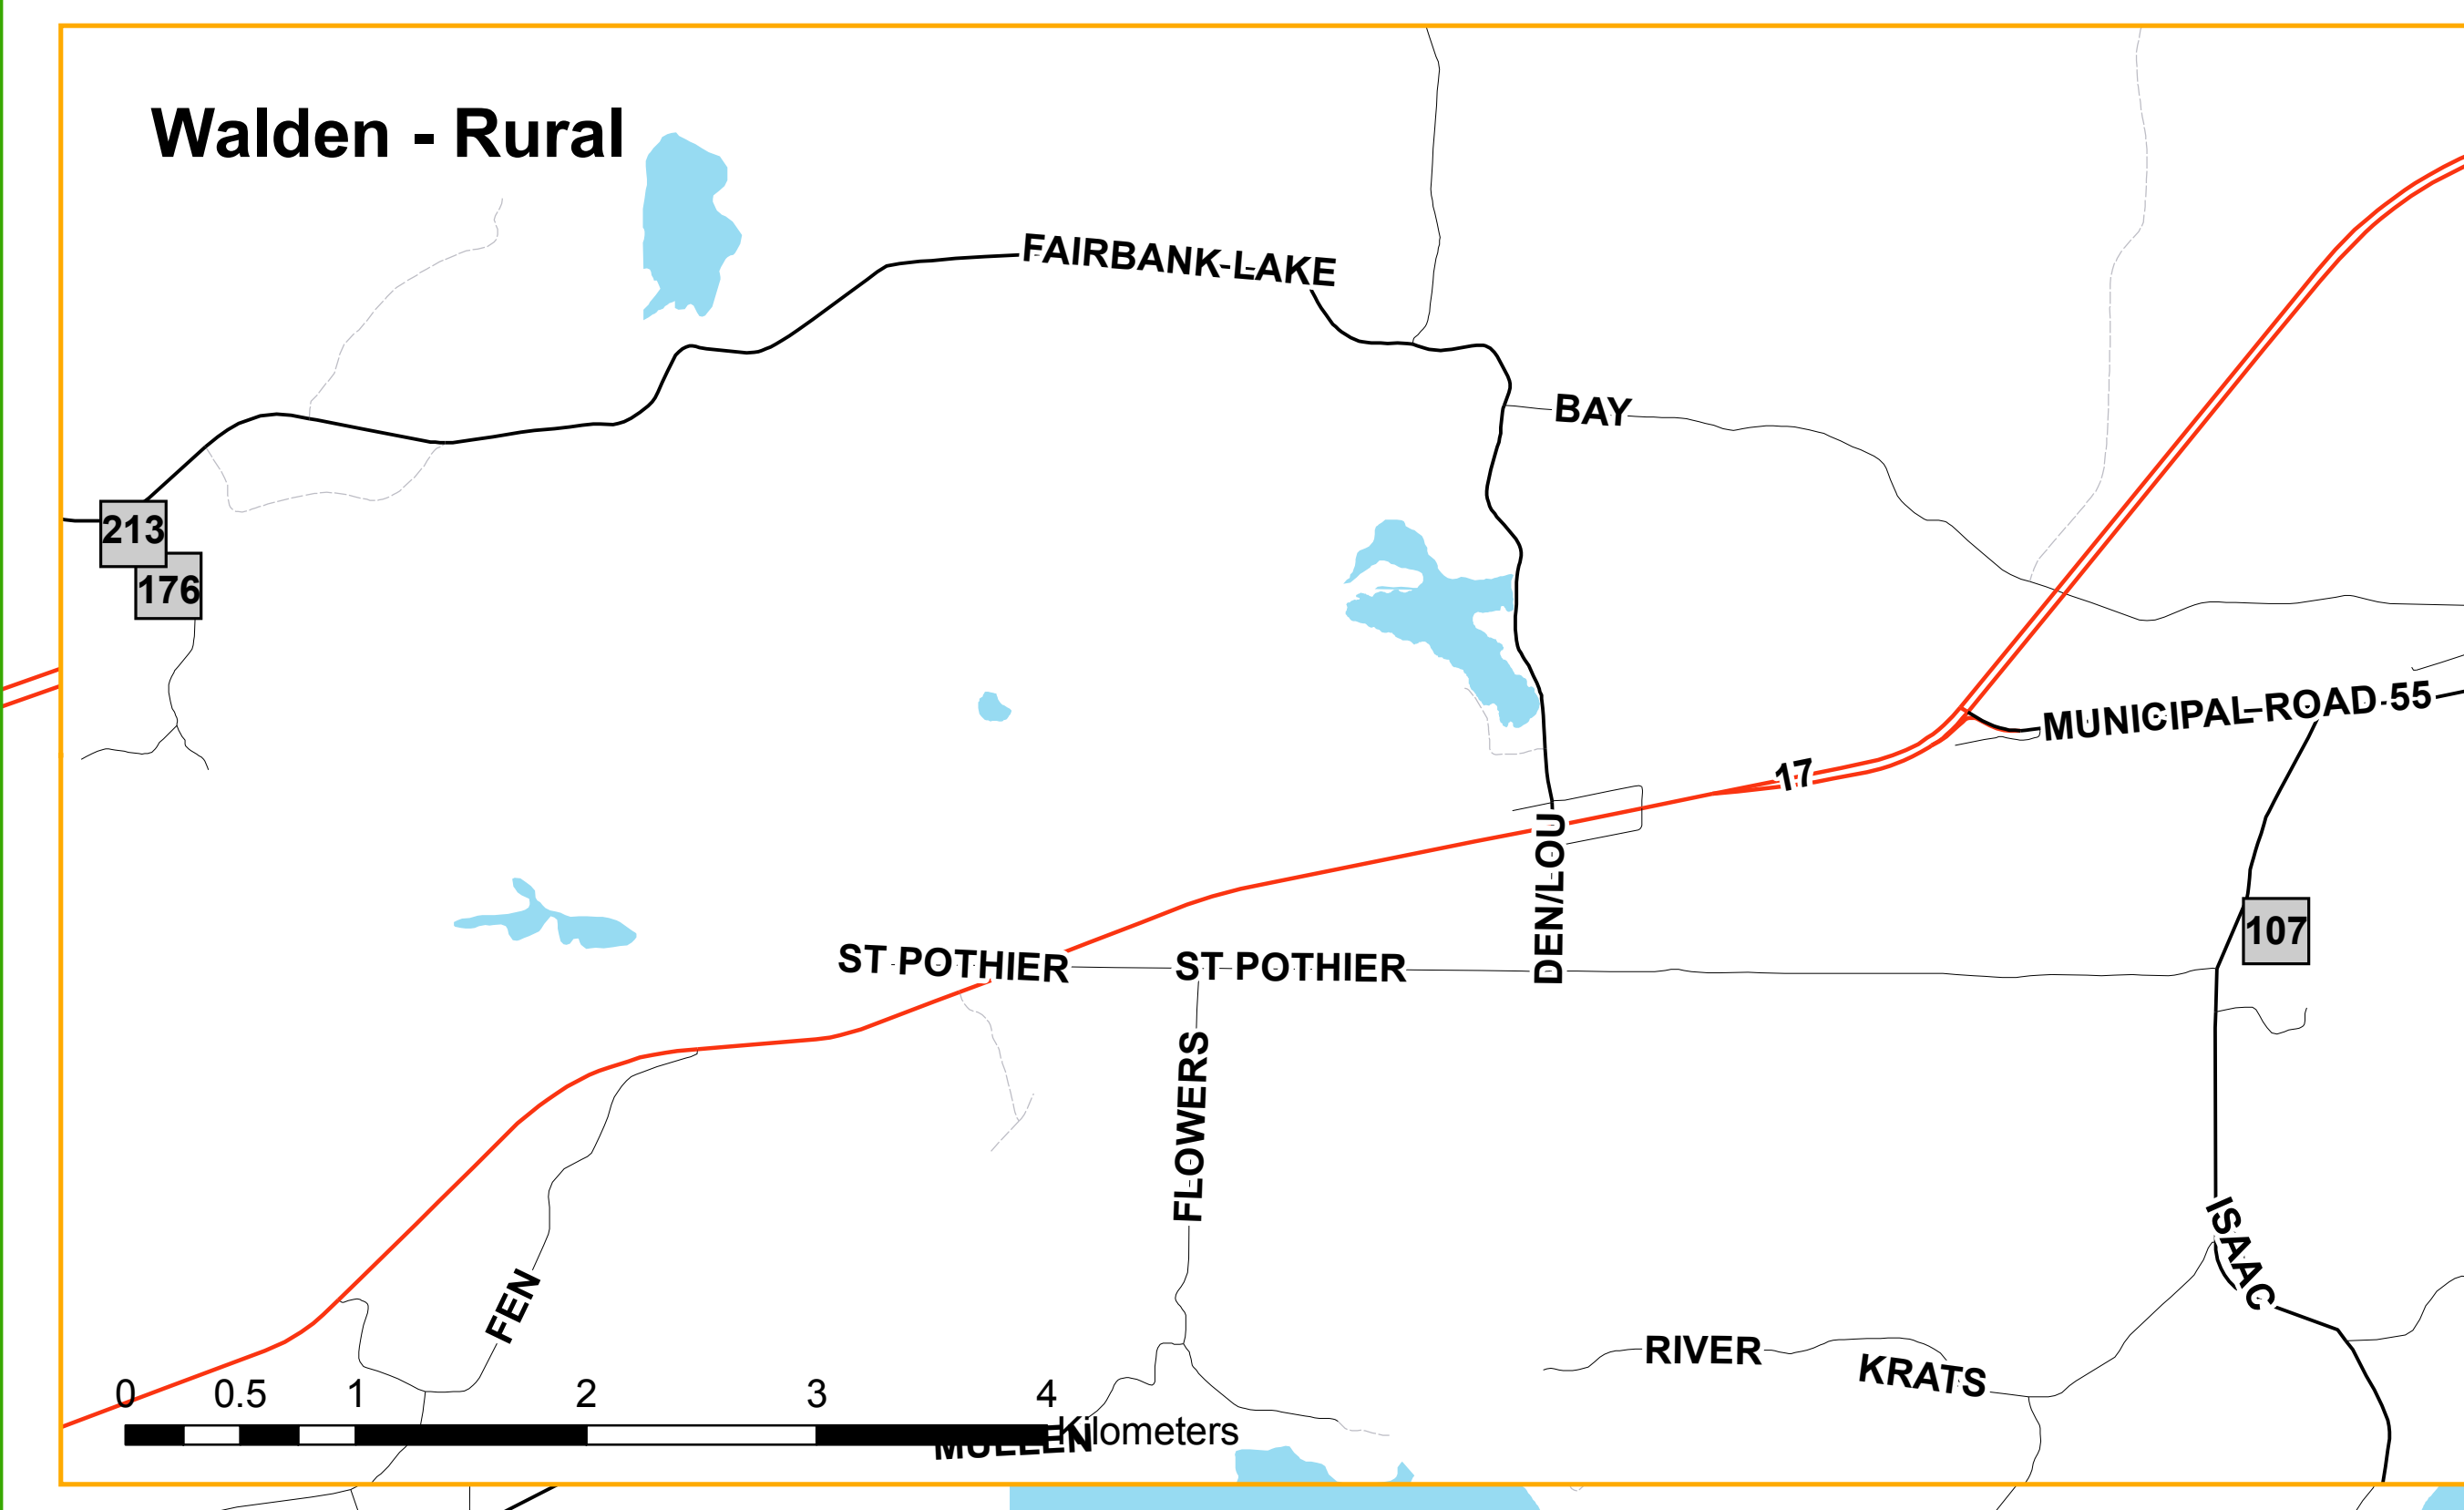 Walden - Rural
FAIRBANK LAKE
BAY
213
176
MUNICIPAL ROAD 55
17
DEN/LOU
107
ST POTHIER
ST POTHIER
FLOWERS
ISAAC
FEN
RIVER
KRATS
0 0.5 1 2 3 4
Kilometers